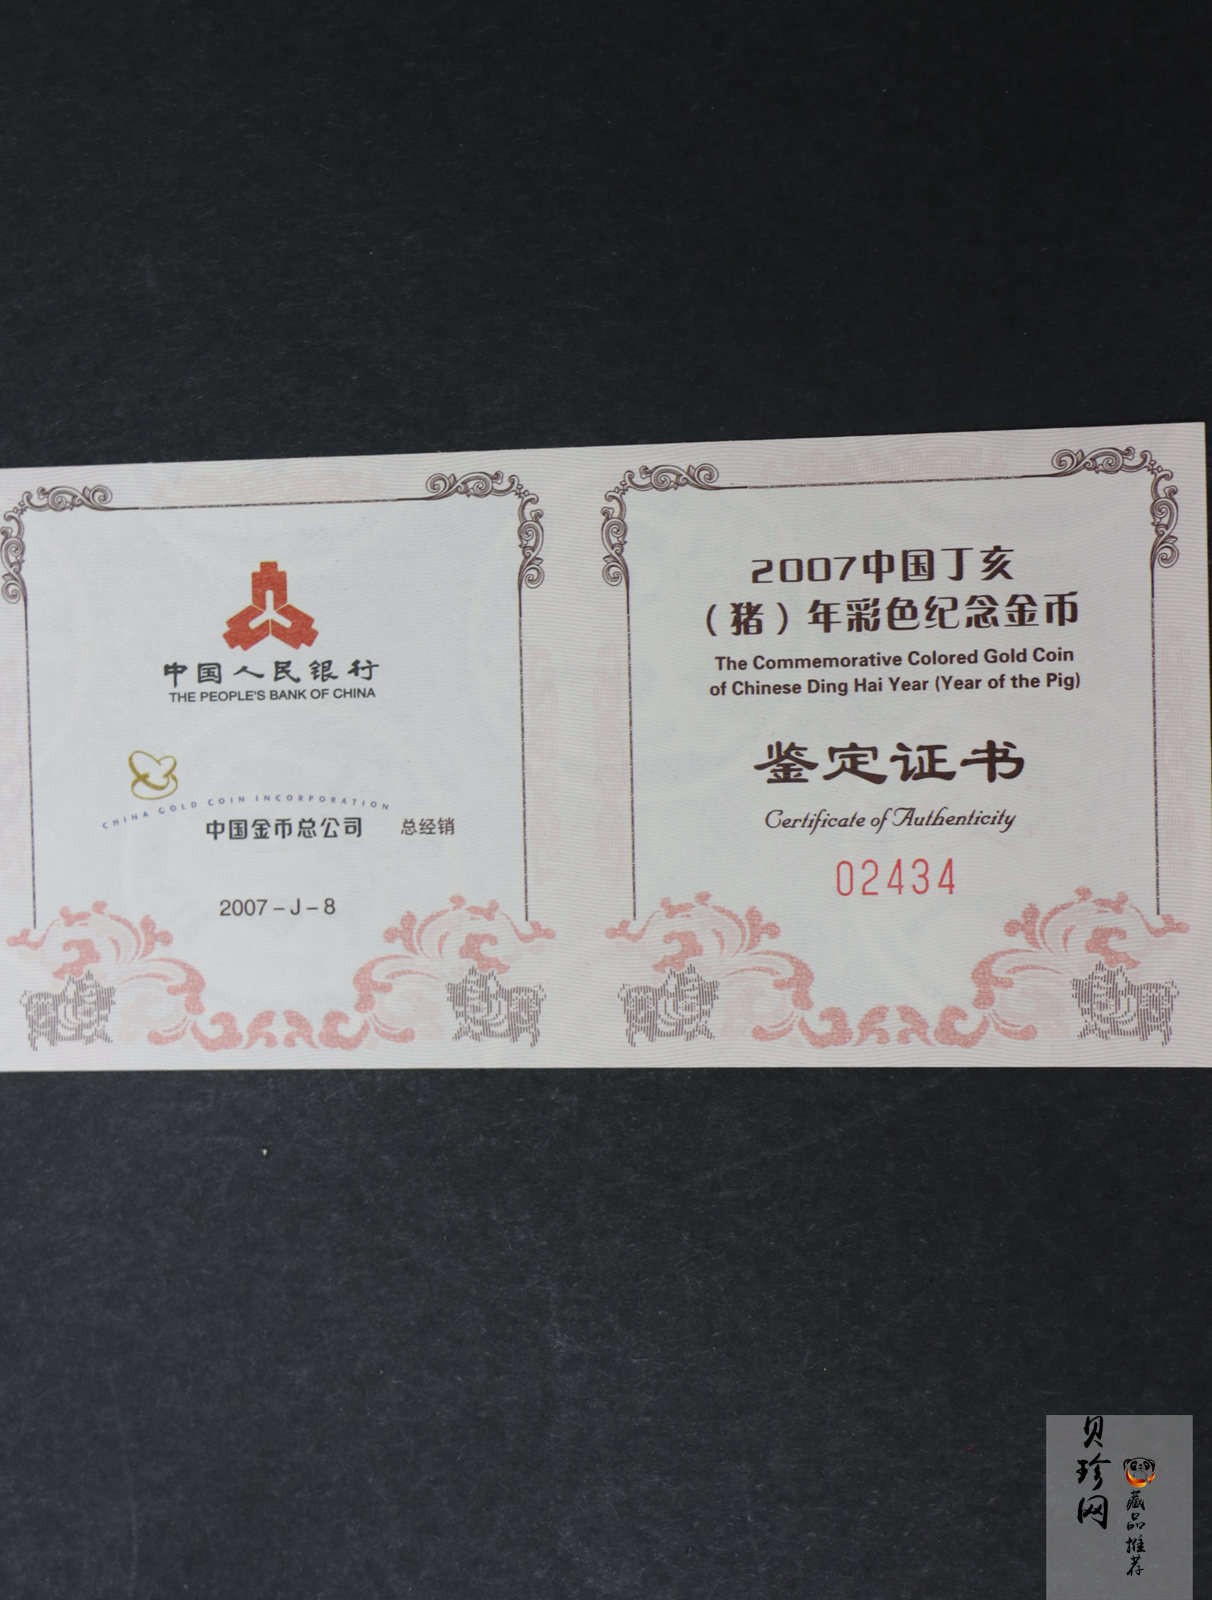 中国人民银行
THE PEOPLE'S BANK OF CHINA
CHINA GOLD COIN INCORPORATION
中国金币总公司 总经销
2007-J-8
2007中国丁亥
（猪）年彩色纪念金币
The Commemorative Colored Gold Coin
of Chinese Ding Hai Year (Year of the Pig)
鉴定证书
Certificate of Authenticity
02434
贝珍网
藏品推荐